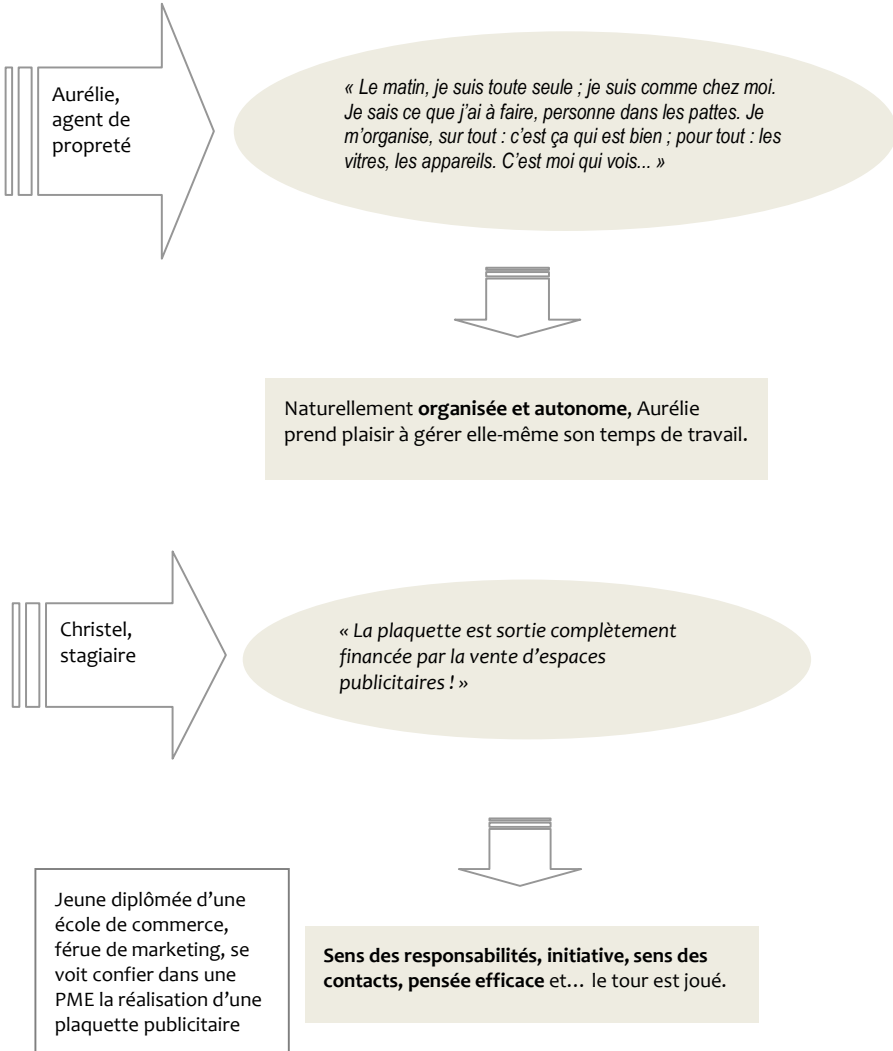 Aurélie,
agent de
propreté
« Le matin, je suis toute seule ; je suis comme chez moi.
Je sais ce que j'ai à faire, personne dans les pattes. Je
m'organise, sur tout : c'est ça qui est bien ; pour tout : les
vitres, les appareils. C'est moi qui vois... »
Naturellement organisée et autonome, Aurélie
prend plaisir à gérer elle-même son temps de travail.
Christel,
stagiaire
« La plaquette est sortie complètement
financée par la vente d'espaces
publicitaires ! »
Jeune diplômée d'une
école de commerce,
férue de marketing, se
voit confier dans une
PME la réalisation d'une
plaquette publicitaire
Sens des responsabilités, initiative, sens des
contacts, pensée efficace et… le tour est joué.